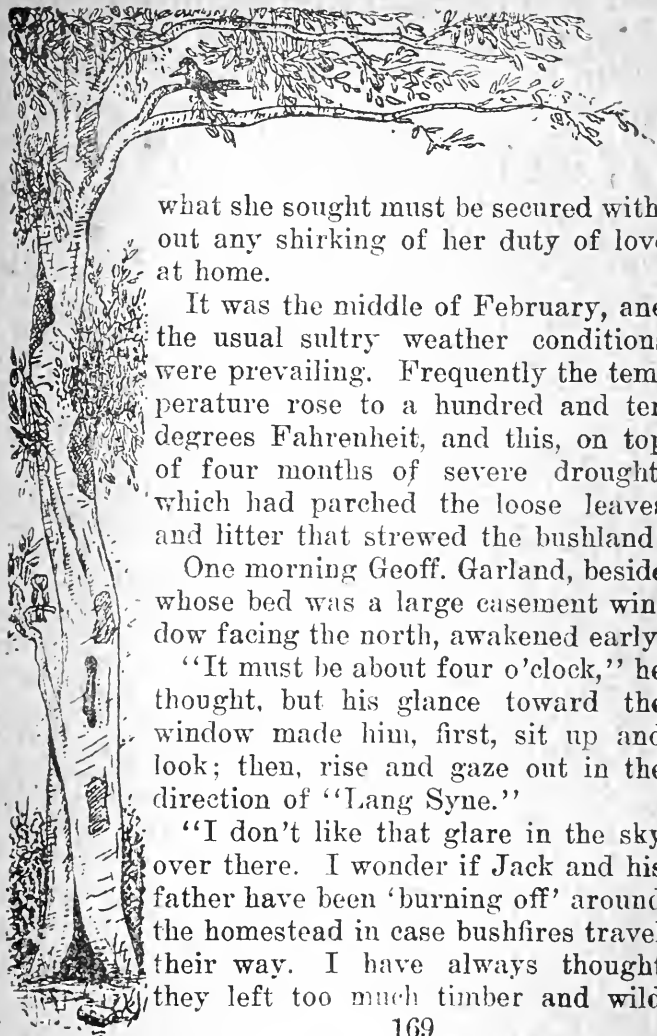 what she sought must be secured with
out any shirking of her duty of love
at home.
It was the middle of February, and
the usual sultry weather conditions
were prevailing. Frequently the tem-
perature rose to a hundred and ten
degrees Fahrenheit, and this, on top
of four months of severe drought
which had parched the loose leaves
and litter that strewed the bushland
One morning Geoff. Garland, beside
whose bed was a large casement win
dow facing the north, awakened early
"It must be about four o'clock," he
thought, but his glance toward the
window made him, first, sit up and
look; then, rise and gaze out in the
direction of "Lang Syne."
"I don't like that glare in the sky
over there. I wonder if Jack and his
father have been 'burning off' around
the homestead in case bushfires travel
their way. I have always thought
they left too much timber and wild
169